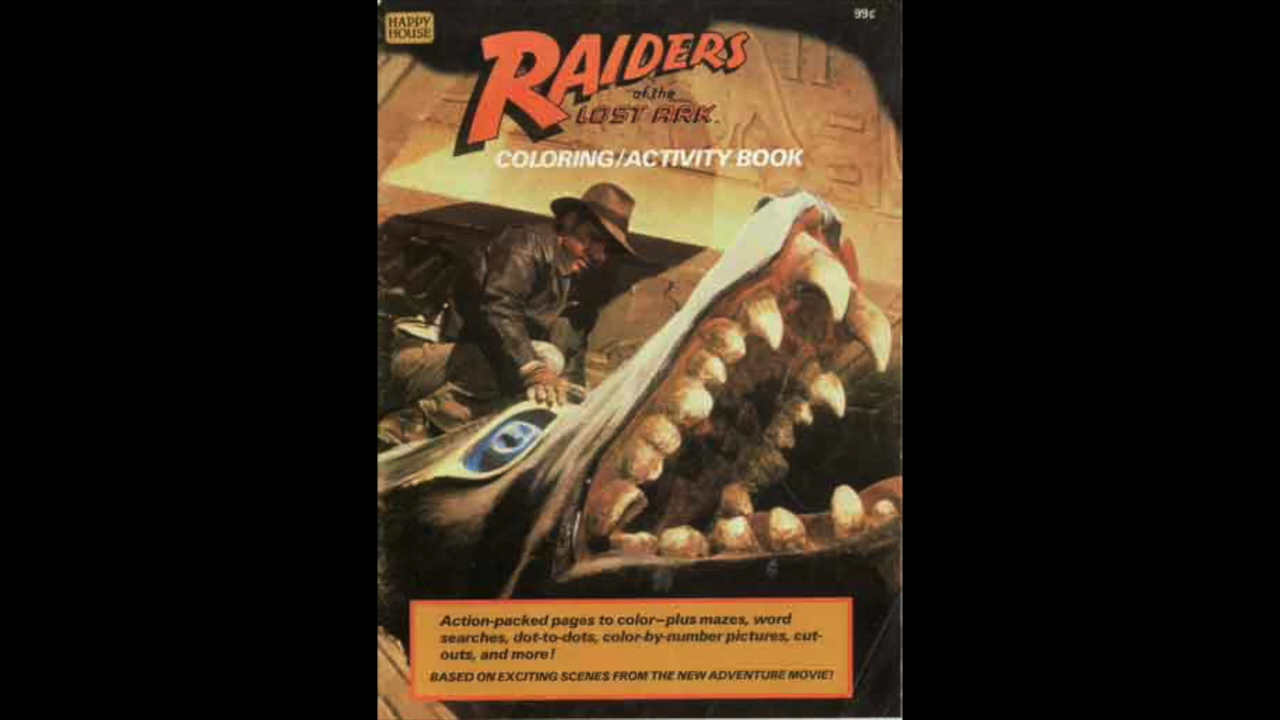 HAPPY
HOUSE
99¢
RAIDERS
of the
LOST ARK™
COLORING/ACTIVITY BOOK
Action-packed pages to color—plus mazes, word
searches, dot-to-dots, color-by-number pictures, cut-
outs, and more!
BASED ON EXCITING SCENES FROM THE NEW ADVENTURE MOVIE!